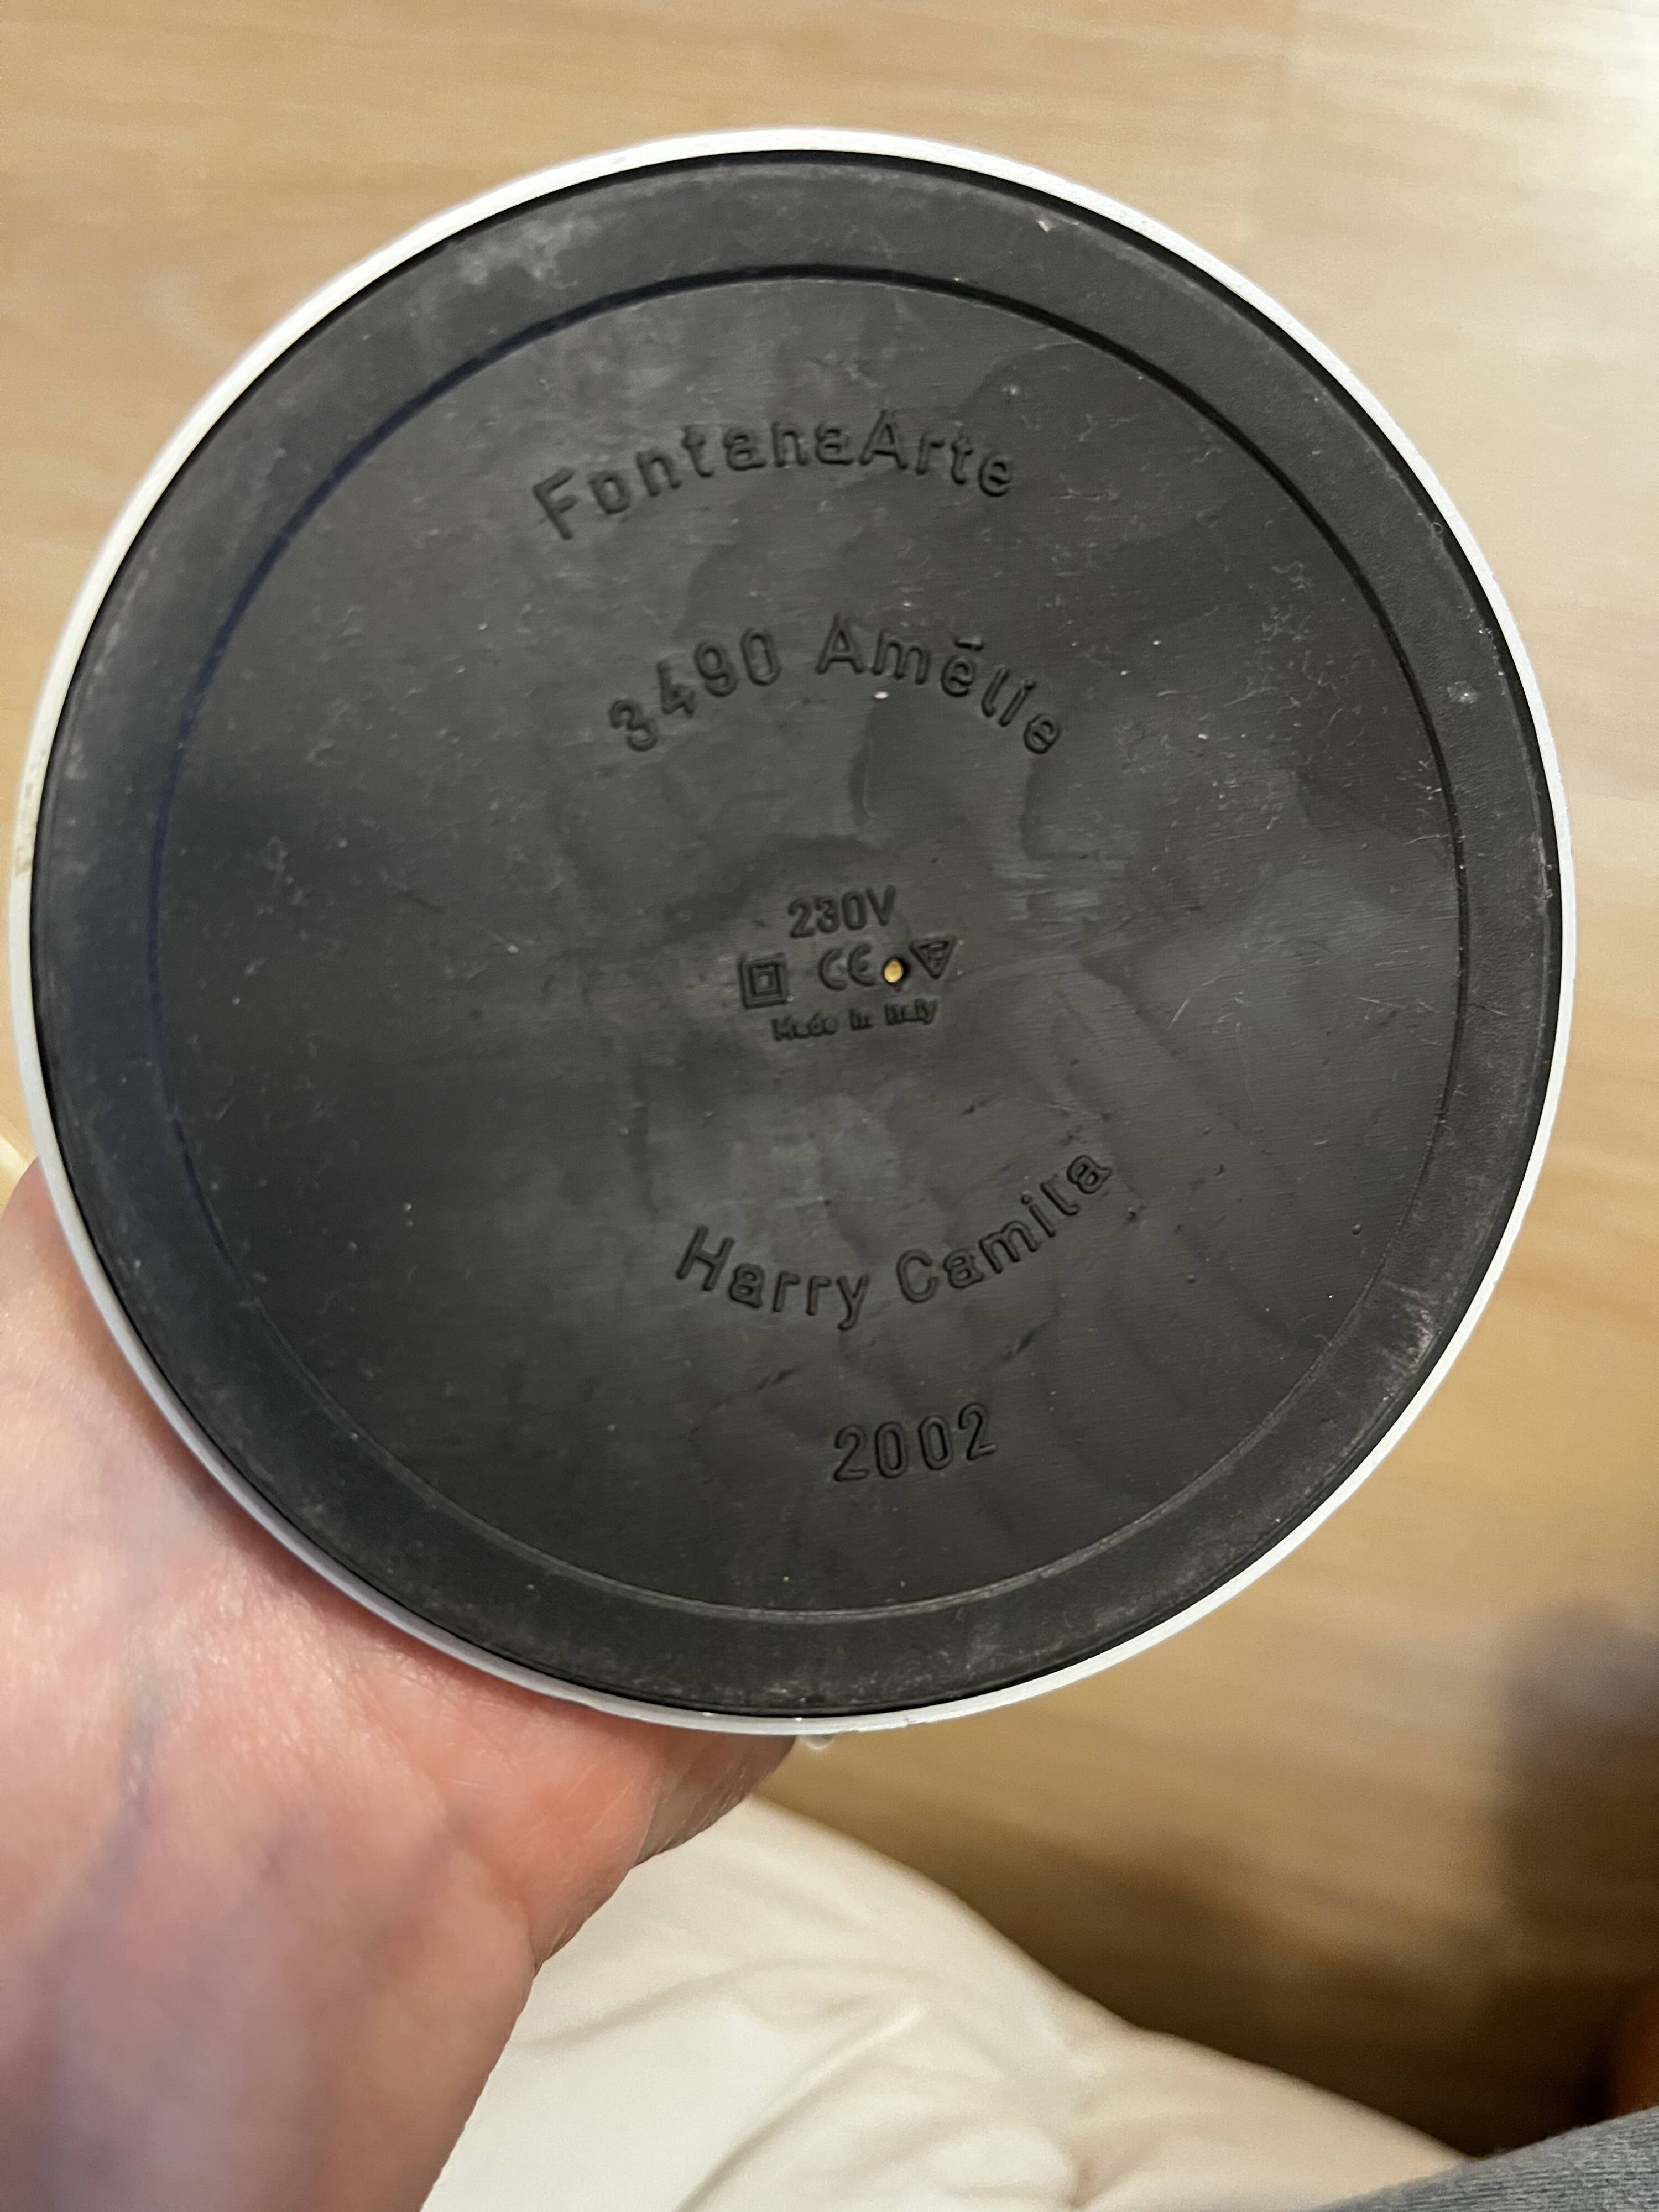 FontanaArte
3490 Amélie
230V
CE F
Made in Italy
Harry Camila
2002